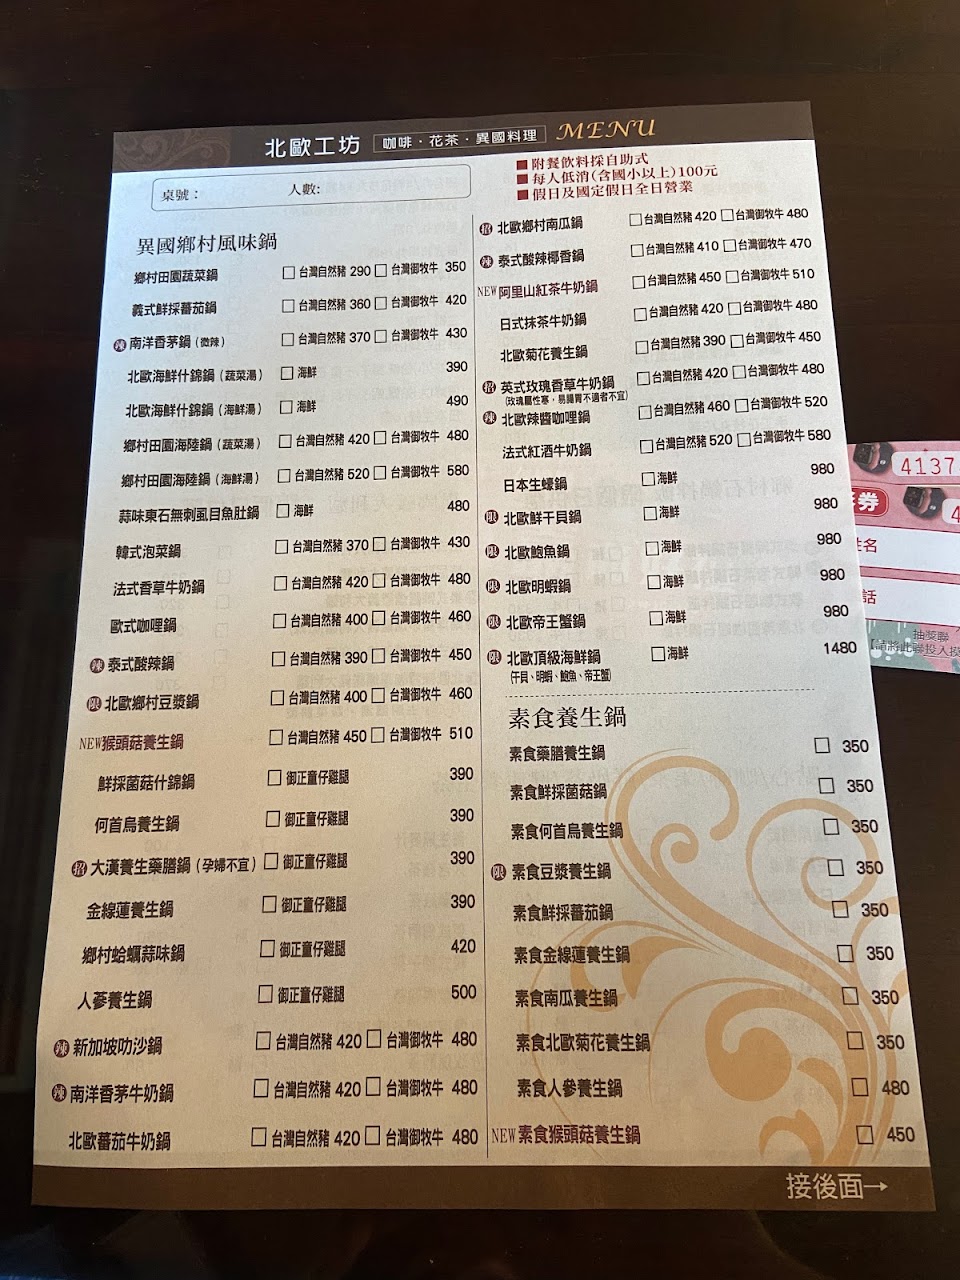 北歐工坊 咖啡·花茶·異國料理 MENU
桌號： 人數:
■附餐飲料採自助式
■每人低消(含國小以上)100元
■假日及國定假日全日營業
異國鄉村風味鍋
鄉村田園蔬菜鍋 □台灣自然豬 290 □台灣御牧牛 350
義式鮮採蕃茄鍋 □台灣自然豬 360 □台灣御牧牛 420
辣 南洋香茅鍋（微辣） □台灣自然豬 370 □台灣御牧牛 430
北歐海鮮什錦鍋（蔬菜湯） □海鮮 390
北歐海鮮什錦鍋（海鮮湯） □海鮮 490
鄉村田園海陸鍋（蔬菜湯） □台灣自然豬 420 □台灣御牧牛 480
鄉村田園海陸鍋（海鮮湯） □台灣自然豬 520 □台灣御牧牛 580
蒜味東石無刺虱目魚肚鍋 □海鮮 480
韓式泡菜鍋 □台灣自然豬 370 □台灣御牧牛 430
法式香草牛奶鍋 □台灣自然豬 420 □台灣御牧牛 480
歐式咖哩鍋 □台灣自然豬 400 □台灣御牧牛 460
辣 泰式酸辣鍋 □台灣自然豬 390 □台灣御牧牛 450
限 北歐鄉村豆漿鍋 □台灣自然豬 400 □台灣御牧牛 460
NEW猴頭菇養生鍋 □台灣自然豬 450 □台灣御牧牛 510
鮮採菌菇什錦鍋 □御正童仔雞腿 390
何首烏養生鍋 □御正童仔雞腿 390
招 大漢養生藥膳鍋（孕婦不宜） □御正童仔雞腿 390
金線蓮養生鍋 □御正童仔雞腿 390
鄉村蛤蠣蒜味鍋 □御正童仔雞腿 420
人蔘養生鍋 □御正童仔雞腿 500
辣 新加坡叻沙鍋 □台灣自然豬 420 □台灣御牧牛 480
辣 南洋香茅牛奶鍋 □台灣自然豬 420 □台灣御牧牛 480
北歐蕃茄牛奶鍋 □台灣自然豬 420 □台灣御牧牛 480
招 北歐鄉村南瓜鍋 □台灣自然豬 420 □台灣御牧牛 480
辣 泰式酸辣椰香鍋 □台灣自然豬 410 □台灣御牧牛 470
NEW阿里山紅茶牛奶鍋 □台灣自然豬 450 □台灣御牧牛 510
日式抹茶牛奶鍋 □台灣自然豬 420 □台灣御牧牛 480
北歐菊花養生鍋 □台灣自然豬 390 □台灣御牧牛 450
招 英式玫瑰香草牛奶鍋 □台灣自然豬 420 □台灣御牧牛 480
(玫瑰屬性寒，易腸胃不適者不宜)
辣 北歐辣醬咖哩鍋 □台灣自然豬 460 □台灣御牧牛 520
法式紅酒牛奶鍋 □台灣自然豬 520 □台灣御牧牛 580
日本生蠔鍋 □海鮮 980
限 北歐鮮干貝鍋 □海鮮 980
限 北歐鮑魚鍋 □海鮮 980
限 北歐明蝦鍋 □海鮮 980
限 北歐帝王蟹鍋 □海鮮 980
限 北歐頂級海鮮鍋 □海鮮 1480
(干貝、明蝦、鮑魚、帝王蟹)
素食養生鍋
素食藥膳養生鍋 □ 350
素食鮮採菌菇鍋 □ 350
素食何首烏養生鍋 □ 350
限 素食豆漿養生鍋 □ 350
素食鮮採蕃茄鍋 □ 350
素食金線蓮養生鍋 □ 350
素食南瓜養生鍋 □ 350
素食北歐菊花養生鍋 □ 350
素食人參養生鍋 □ 480
NEW素食猴頭菇養生鍋 □ 450
接後面→
4137
券
姓名
話
抽獎聯